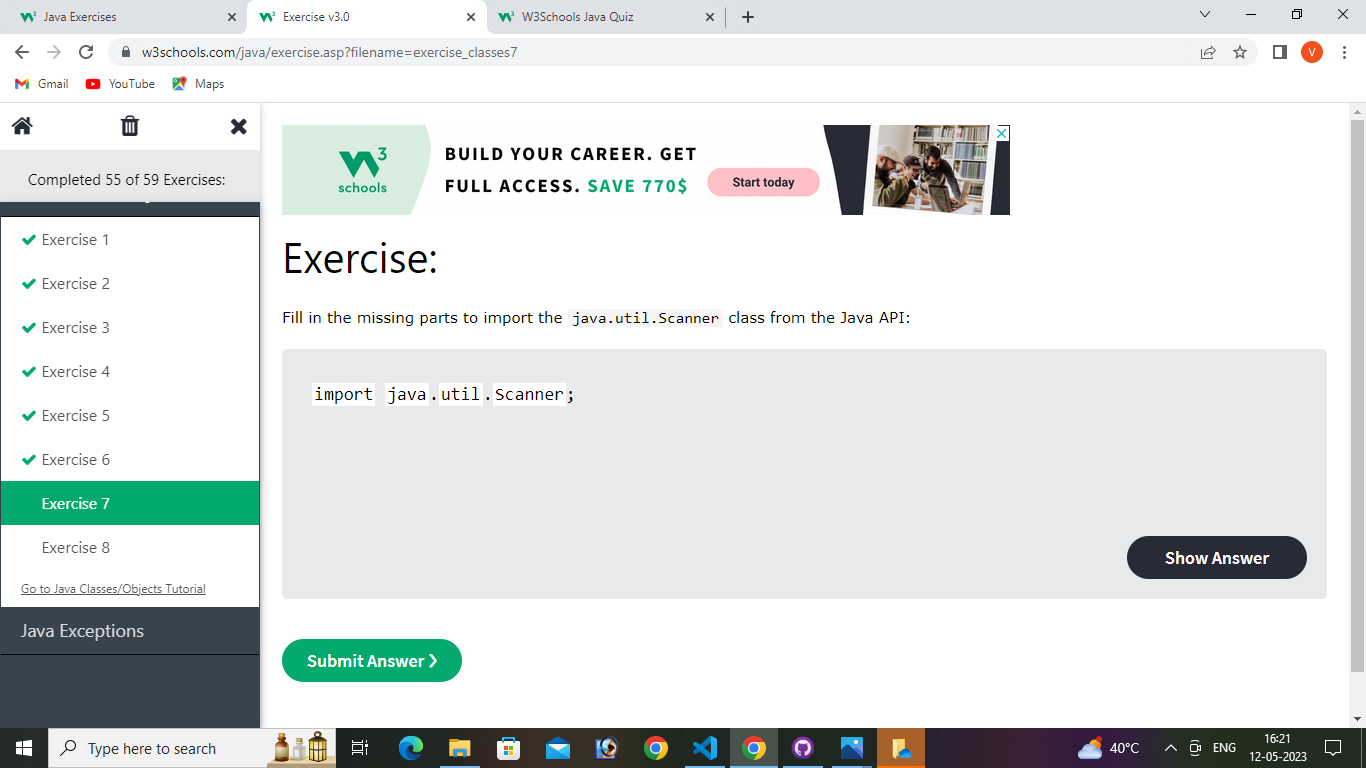 Java Exercises
Exercise v3.0
W3Schools Java Quiz
w3schools.com/java/exercise.asp?filename=exercise_classes7
V
Gmail
YouTube
Maps
Completed 55 of 59 Exercises:
Exercise 1
Exercise 2
Exercise 3
Exercise 4
Exercise 5
Exercise 6
Exercise 7
Exercise 8
Go to Java Classes/Objects Tutorial
Java Exceptions
W3
schools
BUILD YOUR CAREER. GET
FULL ACCESS. SAVE 770$
Start today
Exercise:
Fill in the missing parts to import the java.util.Scanner class from the Java API:
import java.util.Scanner;
Show Answer
Submit Answer ❯
Type here to search
40°C
ENG
16:21
12-05-2023